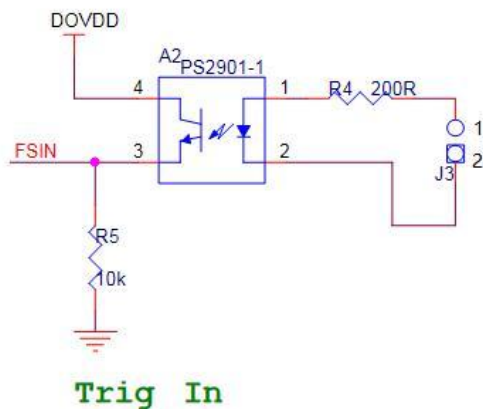 DOVDD
A2
PS2901-1
4
1
R4 200R
1
FSIN
3
2
2
J3
R5
10k
Trig In